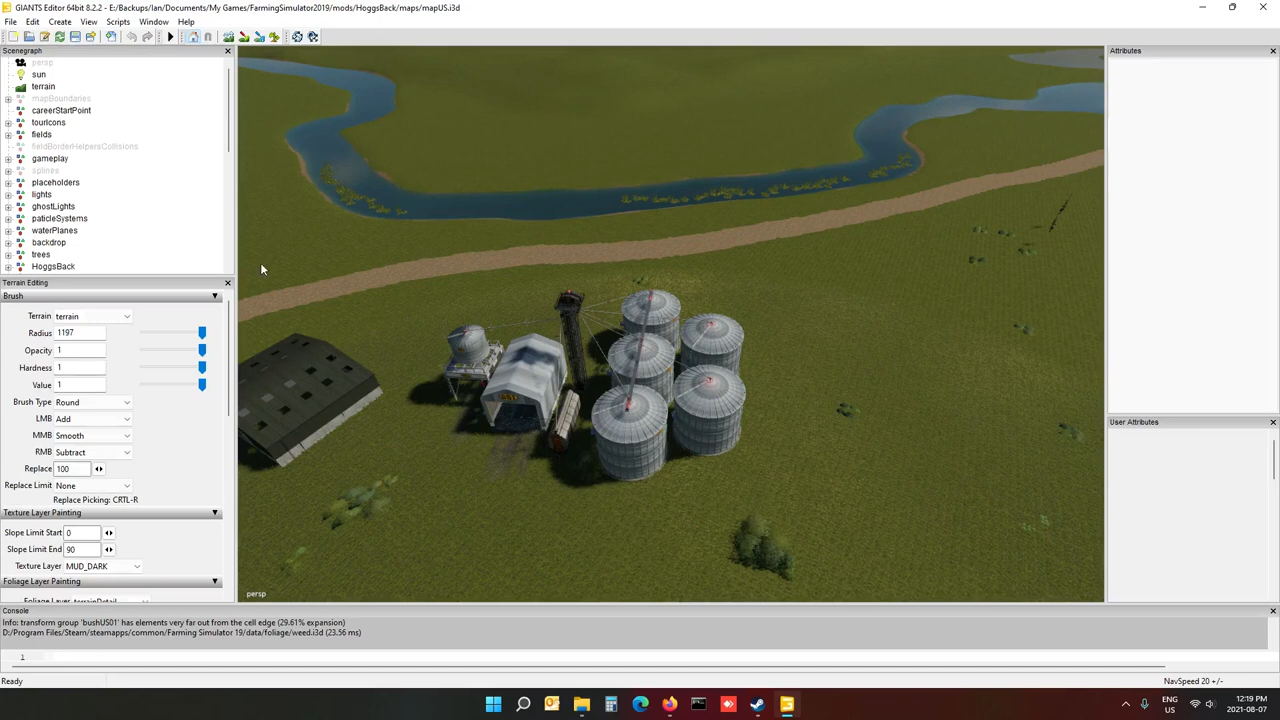 GIANTS Editor 64bit 8.2.2 - E:/Backups/Ian/Documents/My Games/FarmingSimulator2019/mods/HoggsBack/maps/mapUS.i3d
File Edit Create View Scripts Window Help
Scenegraph
persp
sun
terrain
mapBoundaries
careerStartPoint
tourIcons
fields
fieldBorderHelpersCollisions
gameplay
splines
placeholders
lights
ghostLights
paticleSystems
waterPlanes
backdrop
trees
HoggsBack
Terrain Editing
Brush
Terrain terrain
Radius 1197
Opacity 1
Hardness 1
Value 1
Brush Type Round
LMB Add
MMB Smooth
RMB Subtract
Replace 100
Replace Limit None
Replace Picking: CRTL-R
Texture Layer Painting
Slope Limit Start 0
Slope Limit End 90
Texture Layer MUD_DARK
Foliage Layer Painting
Foliage Layer terrainDetail
persp
Attributes
User Attributes
Console
Info: transform group 'bushUS01' has elements very far out from the cell edge (29.61% expansion)
D:/Program Files/Steam/steamapps/common/Farming Simulator 19/data/foliage/weed.i3d (23.56 ms)
1
Ready
NavSpeed 20 +/-
ENG
US
12:19 PM
2021-08-07